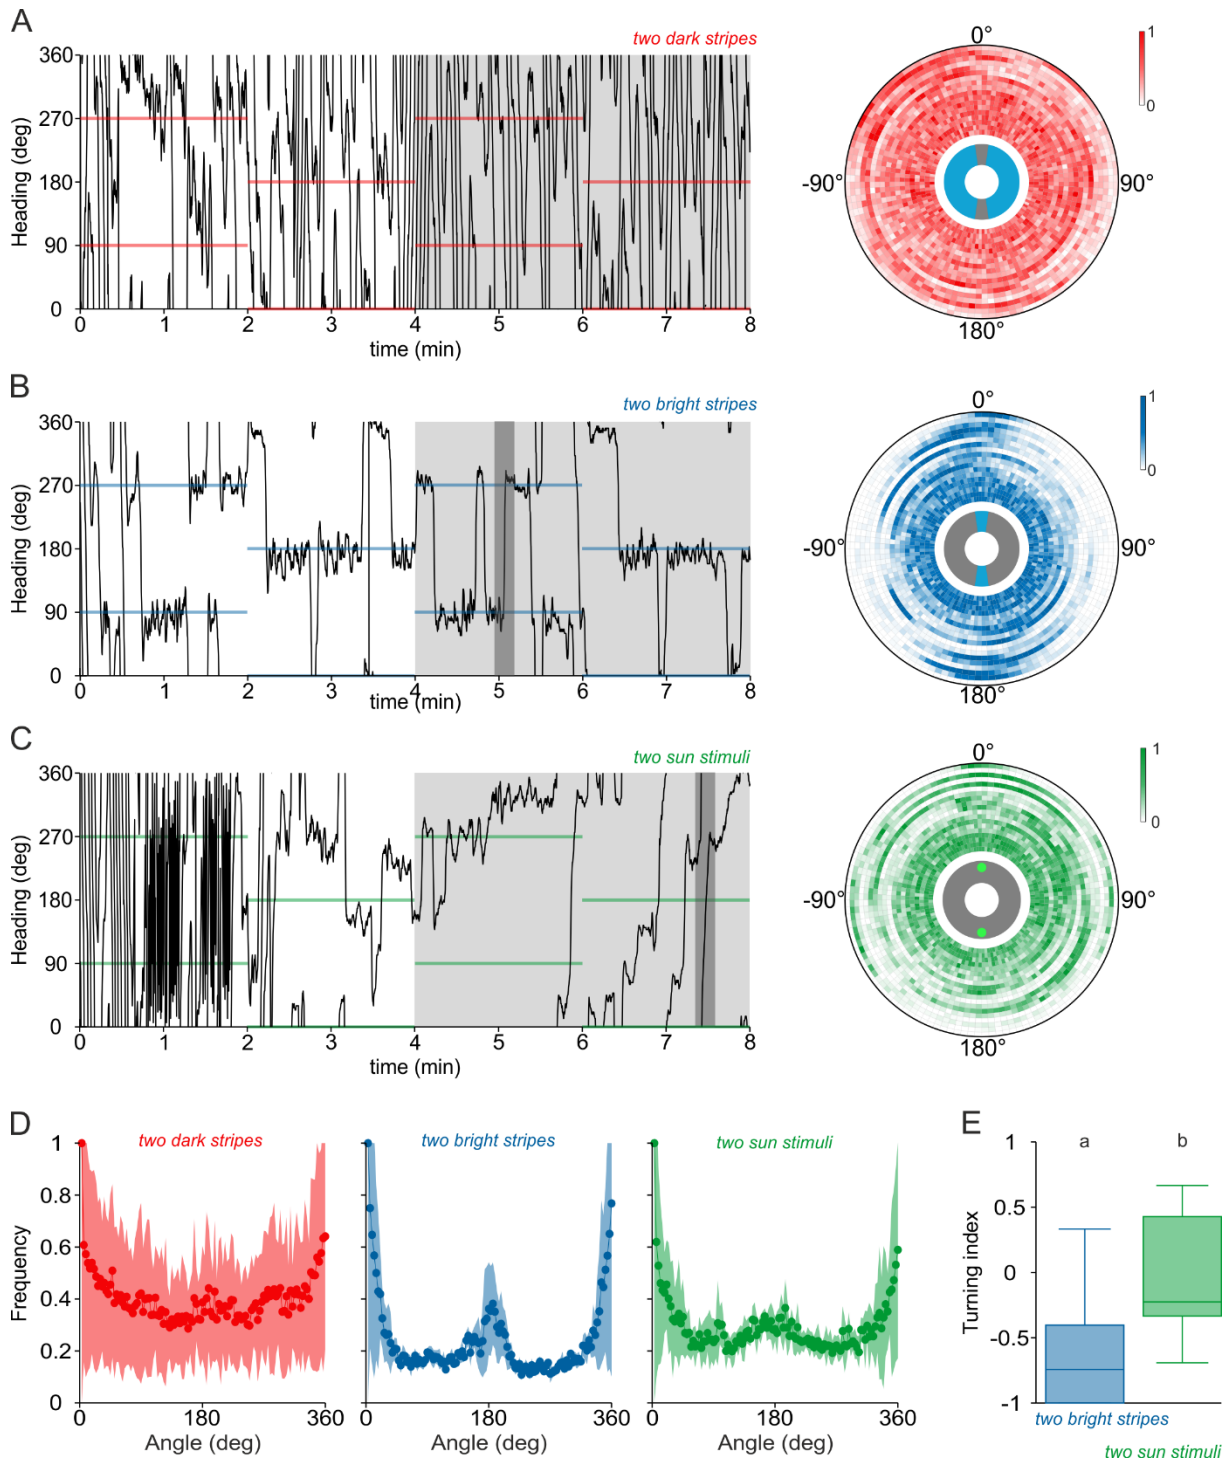 A
two dark stripes
Heading (deg)
360
270
180
90
0
0 1 2 3 4 5 6 7 8
time (min)
0°
-90°
90°
180°
1
0
B
two bright stripes
Heading (deg)
360
270
180
90
0
0 1 2 3 4 5 6 7 8
time (min)
0°
-90°
90°
180°
1
0
C
two sun stimuli
Heading (deg)
360
270
180
90
0
0 1 2 3 4 5 6 7 8
time (min)
0°
-90°
90°
180°
1
0
D
two dark stripes
two bright stripes
two sun stimuli
Frequency
1
0.8
0.6
0.4
0.2
0
0 180 360
Angle (deg)
0 180 360
Angle (deg)
0 180 360
Angle (deg)
E
a
b
Turning index
1
0.5
0
-0.5
-1
two bright stripes
two sun stimuli